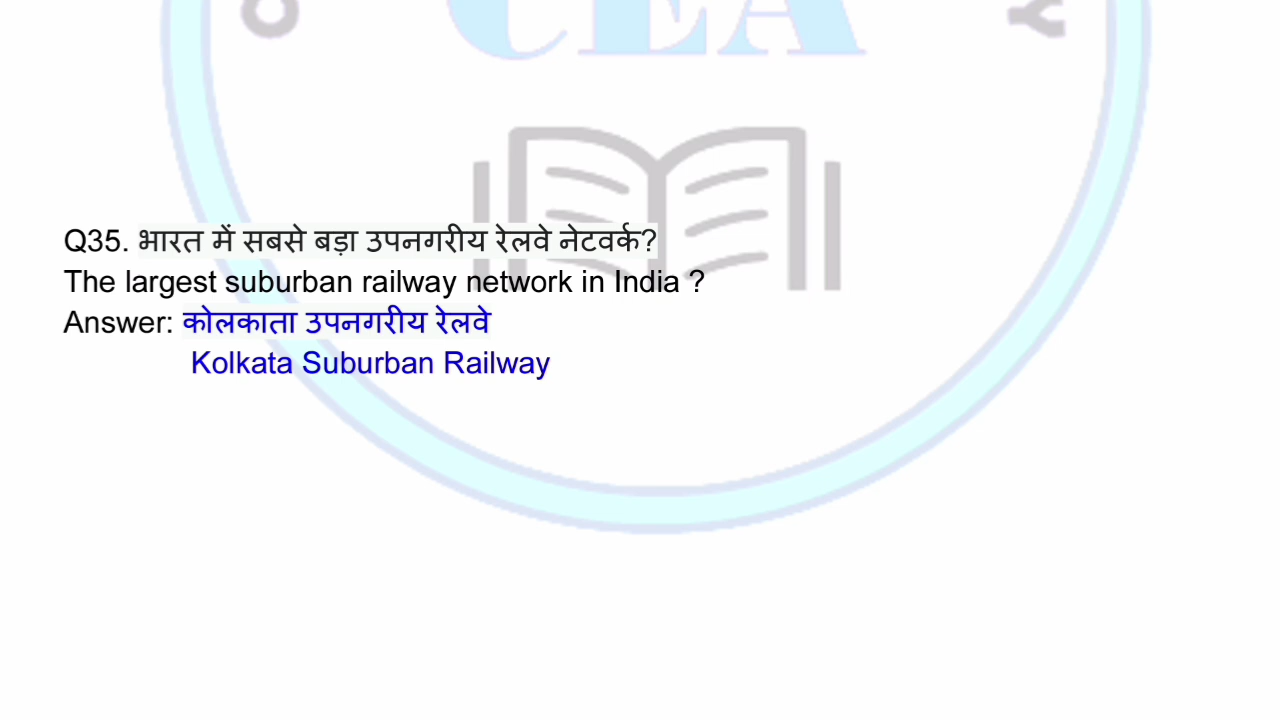 CEA
Q35. भारत में सबसे बड़ा उपनगरीय रेलवे नेटवर्क?
The largest suburban railway network in India ?
Answer: कोलकाता उपनगरीय रेलवे
Kolkata Suburban Railway